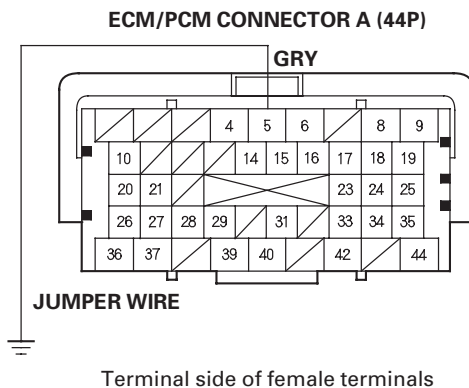 ECM/PCM CONNECTOR A (44P)
GRY
4 5 6 8 9
10 14 15 16 17 18 19
20 21 23 24 25
26 27 28 29 31 33 34 35
36 37 39 40 42 44
JUMPER WIRE
Terminal side of female terminals